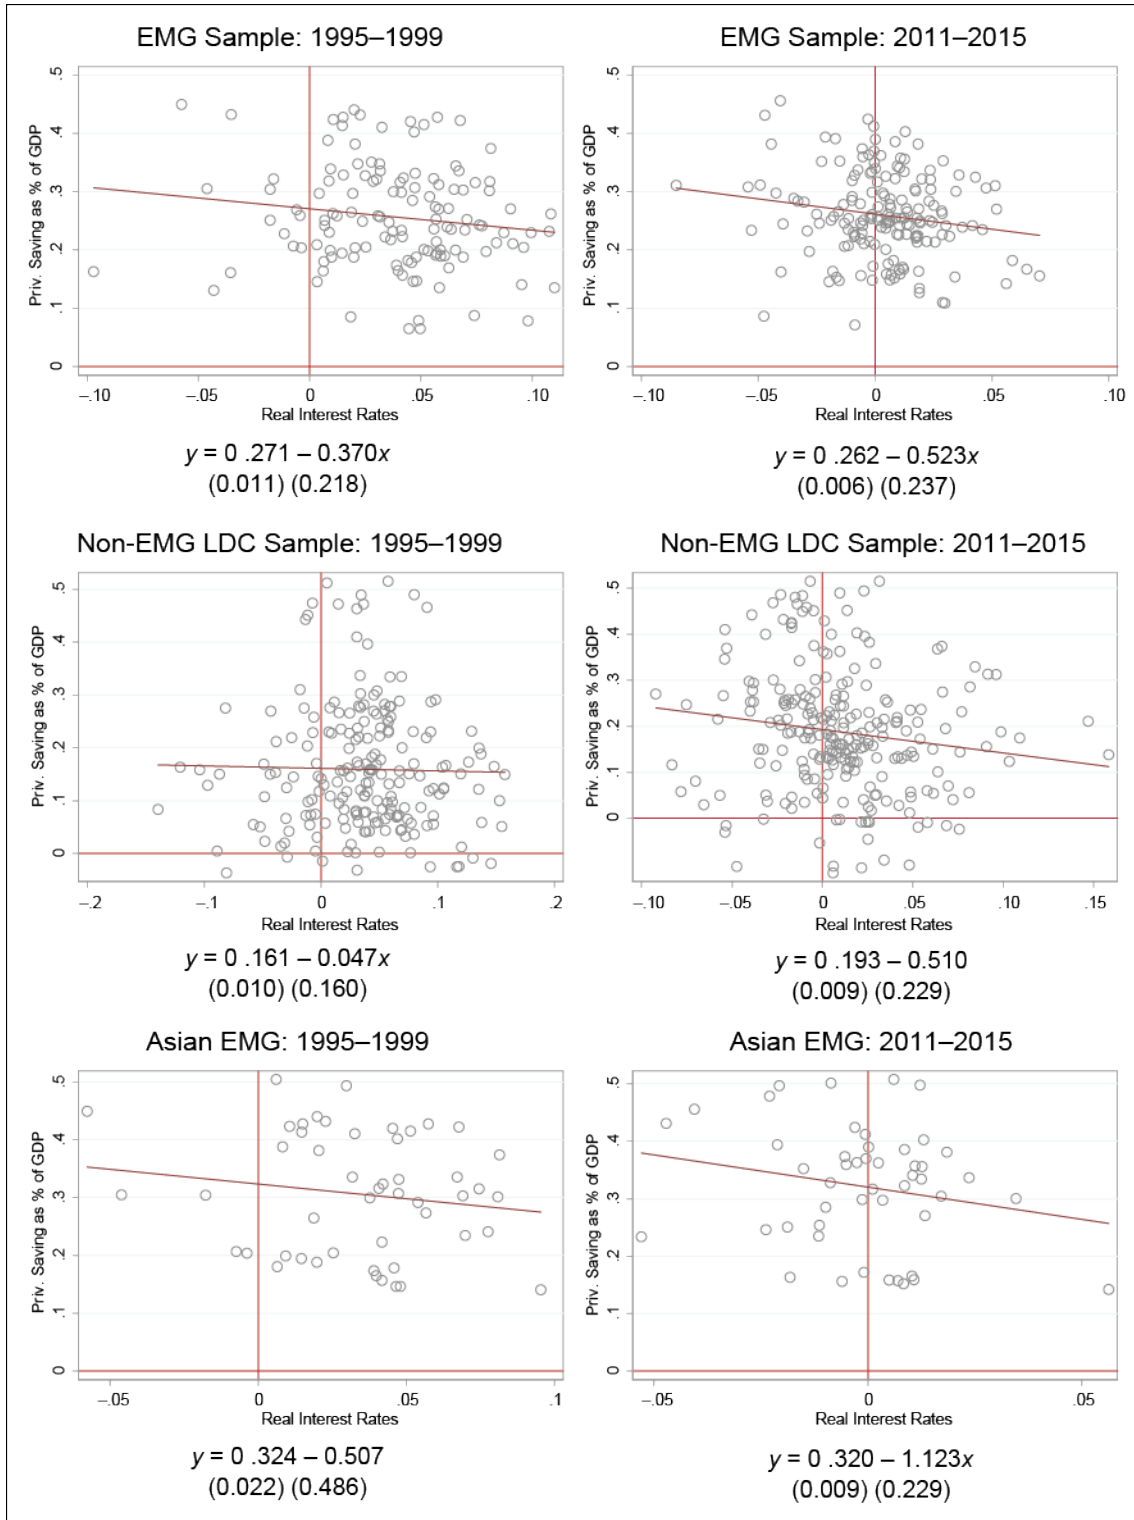 EMG Sample: 1995–1999
.5
.4
.3
.2
.1
0
Priv. Saving as % of GDP
–.10
–.05
0
.05
.10
Real Interest Rates
y = 0 .271 – 0.370x
(0.011) (0.218)
EMG Sample: 2011–2015
.5
.4
.3
.2
.1
0
Priv. Saving as % of GDP
–.10
–.05
0
.05
.10
Real Interest Rates
y = 0 .262 – 0.523x
(0.006) (0.237)
Non-EMG LDC Sample: 1995–1999
.5
.4
.3
.2
.1
0
Priv. Saving as % of GDP
–.2
–.1
0
.1
.2
Real Interest Rates
y = 0 .161 – 0.047x
(0.010) (0.160)
Non-EMG LDC Sample: 2011–2015
.5
.4
.3
.2
.1
0
Priv. Saving as % of GDP
–.10
–.05
0
.05
.10
.15
Real Interest Rates
y = 0 .193 – 0.510
(0.009) (0.229)
Asian EMG: 1995–1999
.5
.4
.3
.2
.1
0
Priv. Saving as % of GDP
–.05
0
.05
.1
Real Interest Rates
y = 0 .324 – 0.507
(0.022) (0.486)
Asian EMG: 2011–2015
.5
.4
.3
.2
.1
0
Priv. Saving as % of GDP
–.05
0
.05
Real Interest Rates
y = 0 .320 – 1.123x
(0.009) (0.229)